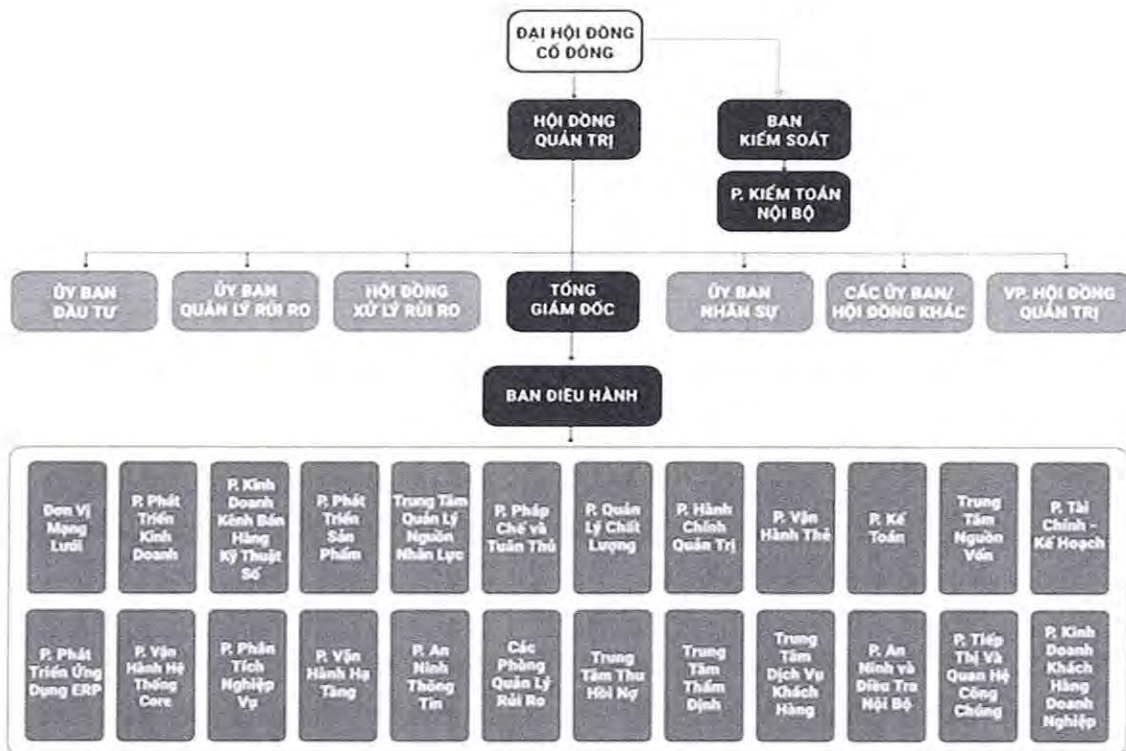 ĐẠI HỘI ĐỒNG
CỔ ĐÔNG
HỘI ĐỒNG
QUẢN TRỊ
BAN
KIỂM SOÁT
P. KIỂM TOÁN
NỘI BỘ
ỦY BAN
ĐẦU TƯ
ỦY BAN
QUẢN LÝ RỦI RO
HỘI ĐỒNG
XỬ LÝ RỦI RO
TỔNG
GIÁM ĐỐC
ỦY BAN
NHÂN SỰ
CÁC ỦY BAN/
HỘI ĐỒNG KHÁC
VP. HỘI ĐỒNG
QUẢN TRỊ
BAN ĐIỀU HÀNH
Đơn Vị
Mạng
Lưới
P. Phát
Triển
Kinh
Doanh
P. Kinh
Doanh
Kênh Bán
Hàng
Kỹ Thuật
Số
P. Phát
Triển
Sản
Phẩm
Trung Tâm
Quản Lý
Nguồn
Nhân Lực
P. Pháp
Chế và
Tuân Thủ
P. Quản
Lý Chất
Lượng
P. Hành
Chính
Quản Trị
P. Vận
Hành Thẻ
P. Kế
Toán
Trung
Tâm
Nguồn
Vốn
P. Tài
Chính -
Kế Hoạch
P. Phát
Triển Ứng
Dụng ERP
P. Vận
Hành Hệ
Thống
Core
P. Phân
Tích
Nghiệp
Vụ
P. Vận
Hành Hạ
Tầng
P. An
Ninh
Thông
Tin
Các
Phòng
Quản Lý
Rủi Ro
Trung
Tâm Thu
Hồi Nợ
Trung
Tâm
Thẩm
Định
Trung
Tâm
Dịch Vụ
Khách
Hàng
P. An
Ninh và
Điều Tra
Nội Bộ
P. Tiếp
Thị Và
Quan Hệ
Công
Chúng
P. Kinh
Doanh
Khách
Hàng
Doanh
Nghiệp